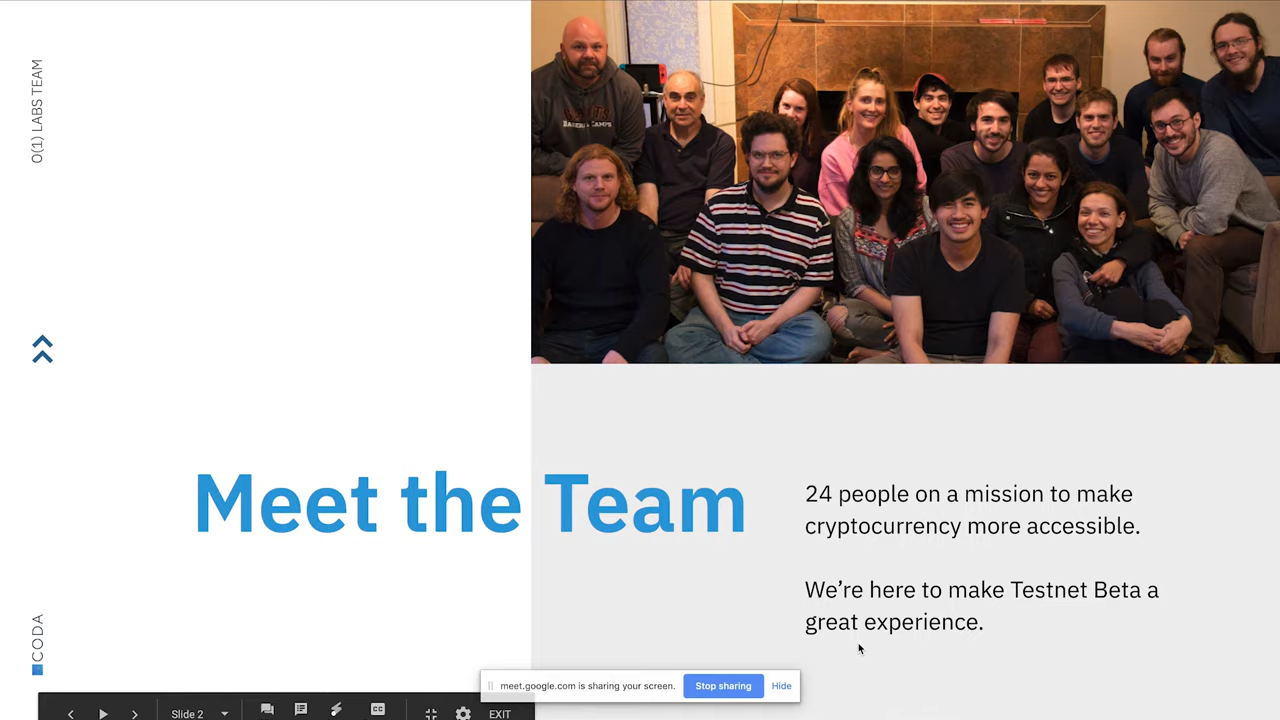 O(1) LABS TEAM
Meet the Team
24 people on a mission to make
cryptocurrency more accessible.
We’re here to make Testnet Beta a
great experience.
CODA
meet.google.com is sharing your screen.
Stop sharing
Hide
Slide 2
CC
EXIT